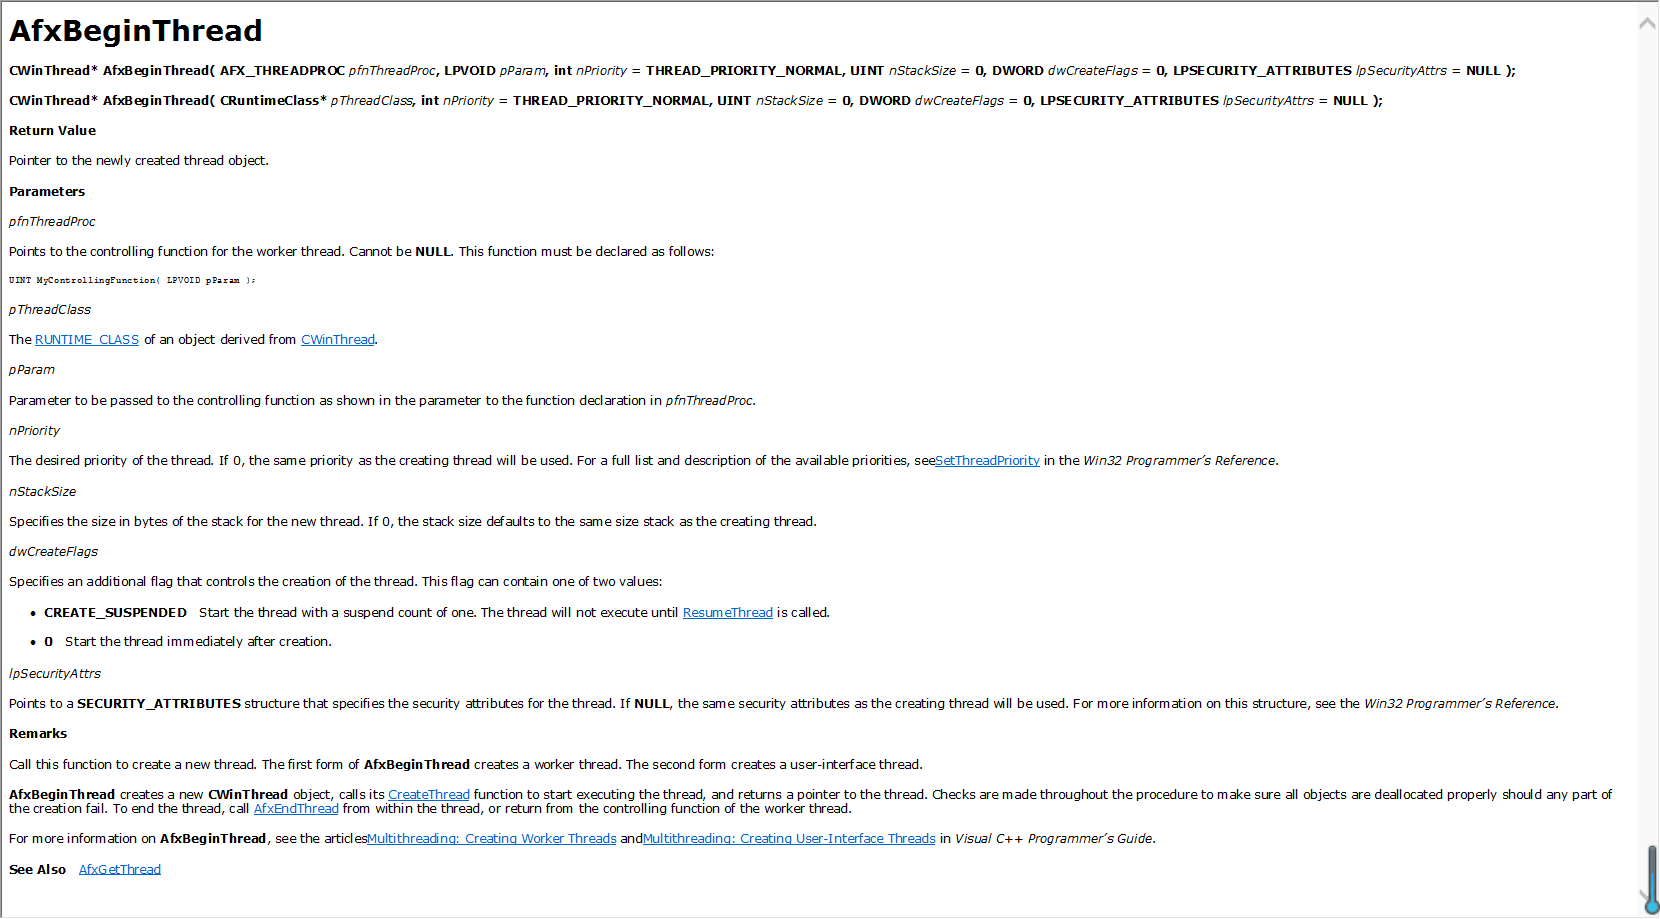 AfxBeginThread
CWinThread* AfxBeginThread( AFX_THREADPROC pfnThreadProc, LPVOID pParam, int nPriority = THREAD_PRIORITY_NORMAL, UINT nStackSize = 0, DWORD dwCreateFlags = 0, LPSECURITY_ATTRIBUTES lpSecurityAttrs = NULL );
CWinThread* AfxBeginThread( CRuntimeClass* pThreadClass, int nPriority = THREAD_PRIORITY_NORMAL, UINT nStackSize = 0, DWORD dwCreateFlags = 0, LPSECURITY_ATTRIBUTES lpSecurityAttrs = NULL );
Return Value
Pointer to the newly created thread object.
Parameters
pfnThreadProc
Points to the controlling function for the worker thread. Cannot be NULL. This function must be declared as follows:
UINT MyControllingFunction( LPVOID pParam );
pThreadClass
The RUNTIME_CLASS of an object derived from CWinThread.
pParam
Parameter to be passed to the controlling function as shown in the parameter to the function declaration in pfnThreadProc.
nPriority
The desired priority of the thread. If 0, the same priority as the creating thread will be used. For a full list and description of the available priorities, seeSetThreadPriority in the Win32 Programmer´s Reference.
nStackSize
Specifies the size in bytes of the stack for the new thread. If 0, the stack size defaults to the same size stack as the creating thread.
dwCreateFlags
Specifies an additional flag that controls the creation of the thread. This flag can contain one of two values:
• CREATE_SUSPENDED Start the thread with a suspend count of one. The thread will not execute until ResumeThread is called.
• 0 Start the thread immediately after creation.
lpSecurityAttrs
Points to a SECURITY_ATTRIBUTES structure that specifies the security attributes for the thread. If NULL, the same security attributes as the creating thread will be used. For more information on this structure, see the Win32 Programmer´s Reference.
Remarks
Call this function to create a new thread. The first form of AfxBeginThread creates a worker thread. The second form creates a user-interface thread.
AfxBeginThread creates a new CWinThread object, calls its CreateThread function to start executing the thread, and returns a pointer to the thread. Checks are made throughout the procedure to make sure all objects are deallocated properly should any part of
the creation fail. To end the thread, call AfxEndThread from within the thread, or return from the controlling function of the worker thread.
For more information on AfxBeginThread, see the articlesMultithreading: Creating Worker Threads andMultithreading: Creating User-Interface Threads in Visual C++ Programmer´s Guide.
See Also AfxGetThread